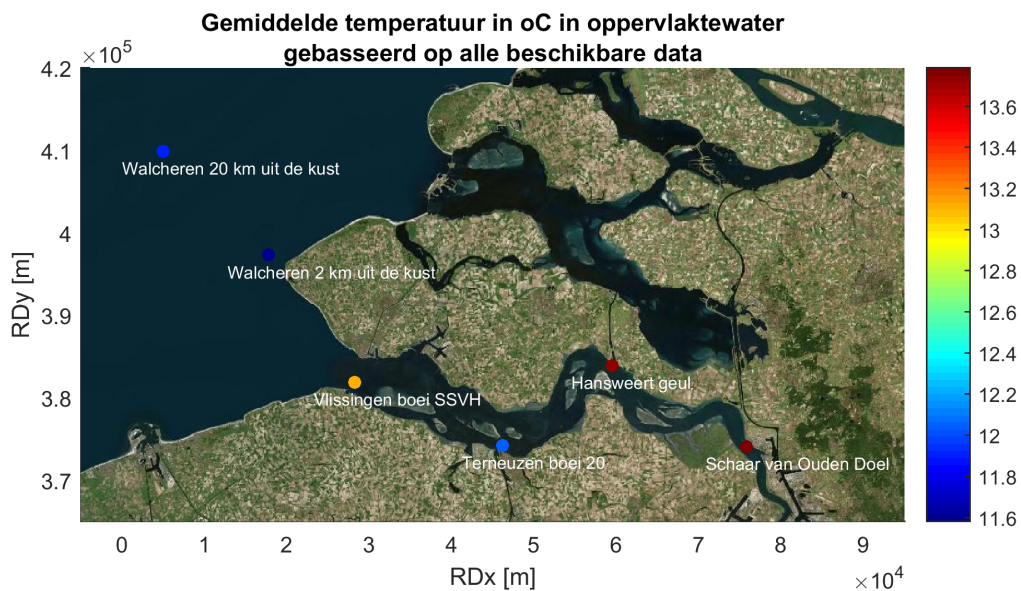 Gemiddelde temperatuur in oC in oppervlaktewater
gebasseerd op alle beschikbare data
×10⁵
4.2
4.1
4
3.9
3.8
3.7
RDy [m]
Walcheren 20 km uit de kust
Walcheren 2 km uit de kust
Vlissingen boei SSVH
Hansweert geul
Terneuzen boei 20
Schaar van Ouden Doel
0 1 2 3 4 5 6 7 8 9
RDx [m]
×10⁴
13.6
13.4
13.2
13
12.8
12.6
12.4
12.2
12
11.8
11.6